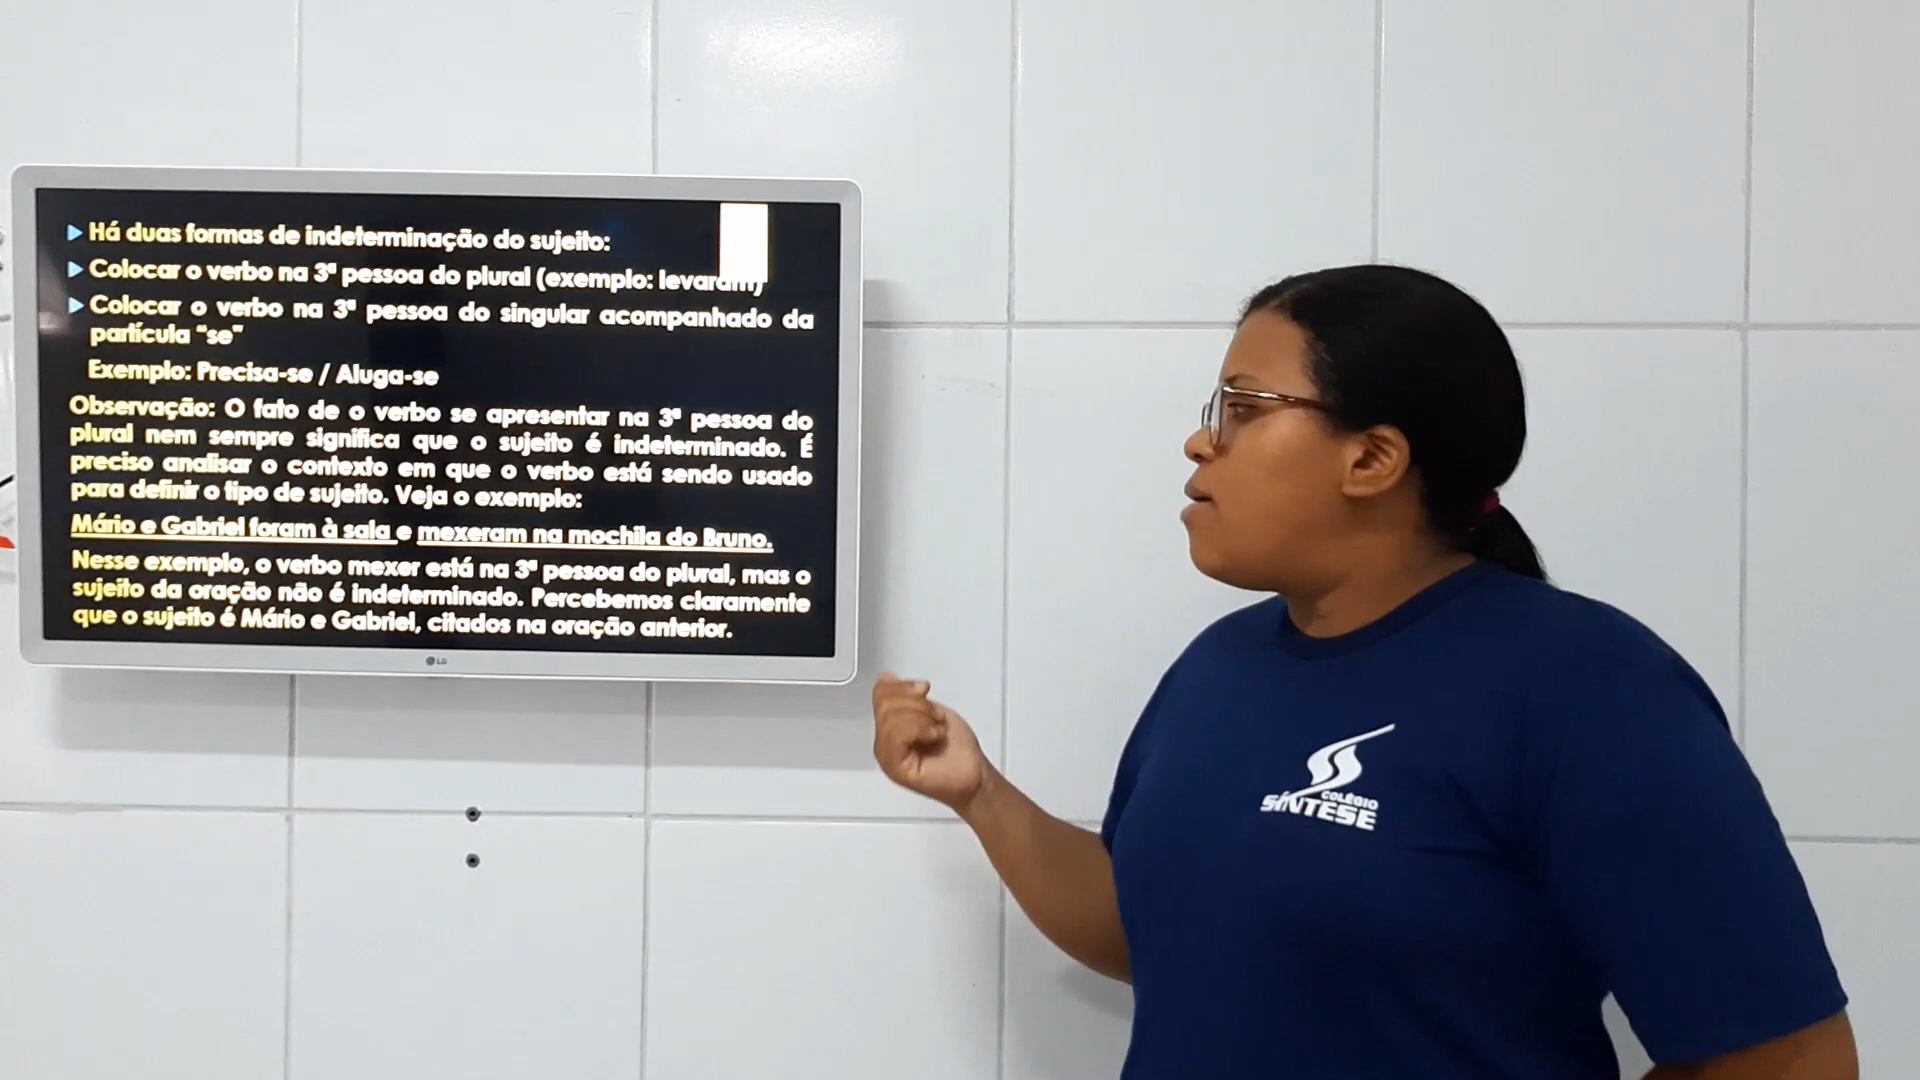 Há duas formas de indeterminação do sujeito:
Colocar o verbo na 3ª pessoa do plural (exemplo: levaram)
Colocar o verbo na 3ª pessoa do singular acompanhado da
partícula “se”
Exemplo: Precisa-se / Aluga-se
Observação: O fato de o verbo se apresentar na 3ª pessoa do
plural nem sempre significa que o sujeito é indeterminado. É
preciso analisar o contexto em que o verbo está sendo usado
para definir o tipo de sujeito. Veja o exemplo:
Mário e Gabriel foram à sala e mexeram na mochila do Bruno.
Nesse exemplo, o verbo mexer está na 3ª pessoa do plural, mas o
sujeito da oração não é indeterminado. Percebemos claramente
que o sujeito é Mário e Gabriel, citados na oração anterior.
LG
COLÉGIO
SÍNTESE